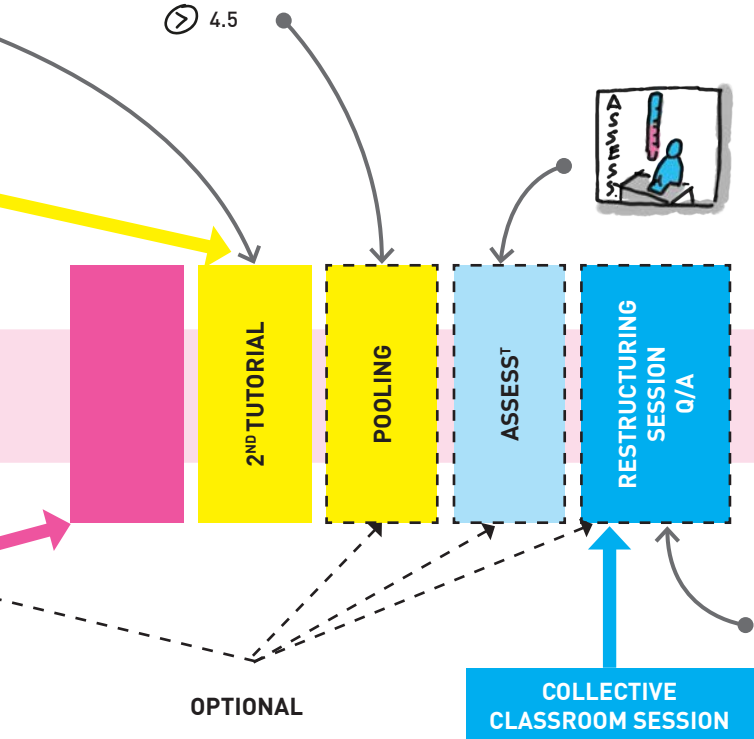 > 4.5
ASSESS.
2ND TUTORIAL
POOLING
ASSESST
RESTRUCTURING
SESSION
Q/A
OPTIONAL
COLLECTIVE
CLASSROOM SESSION